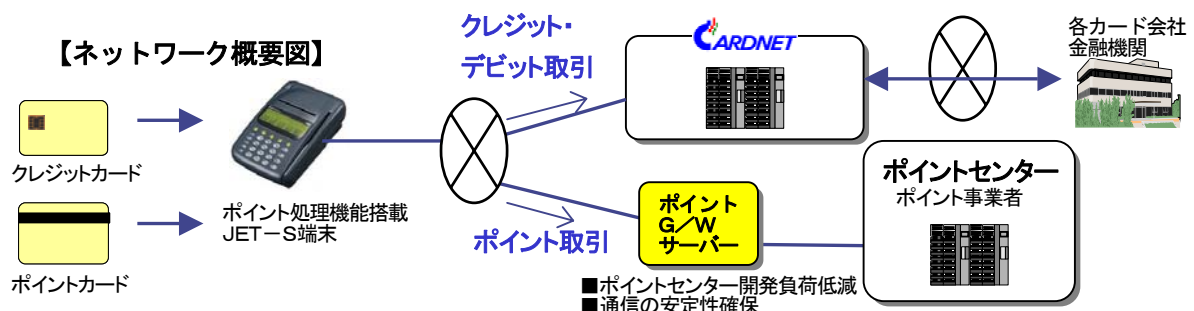 【ネットワーク概要図】
クレジット・
デビット取引
CARDNET
各カード会社
金融機関
クレジットカード
ポイントカード
ポイント処理機能搭載
JET－S端末
ポイント取引
ポイント
G／W
サーバー
ポイントセンター
ポイント事業者
■ポイントセンター開発負荷低減
■通信の安定性確保